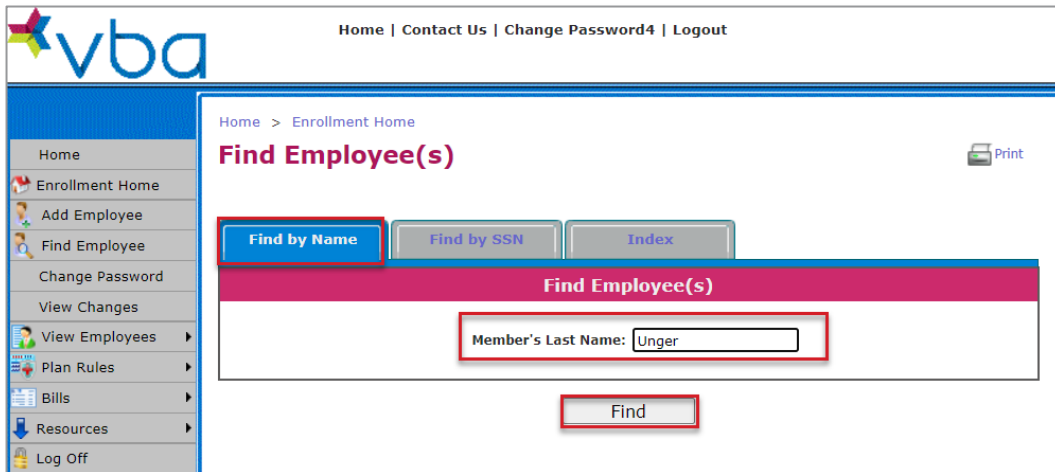 vba
Home | Contact Us | Change Password4 | Logout
Home > Enrollment Home
Find Employee(s)
Print
Home
Enrollment Home
Add Employee
Find Employee
Change Password
View Changes
View Employees
Plan Rules
Bills
Resources
Log Off
Find by Name
Find by SSN
Index
Find Employee(s)
Member's Last Name: Unger
Find